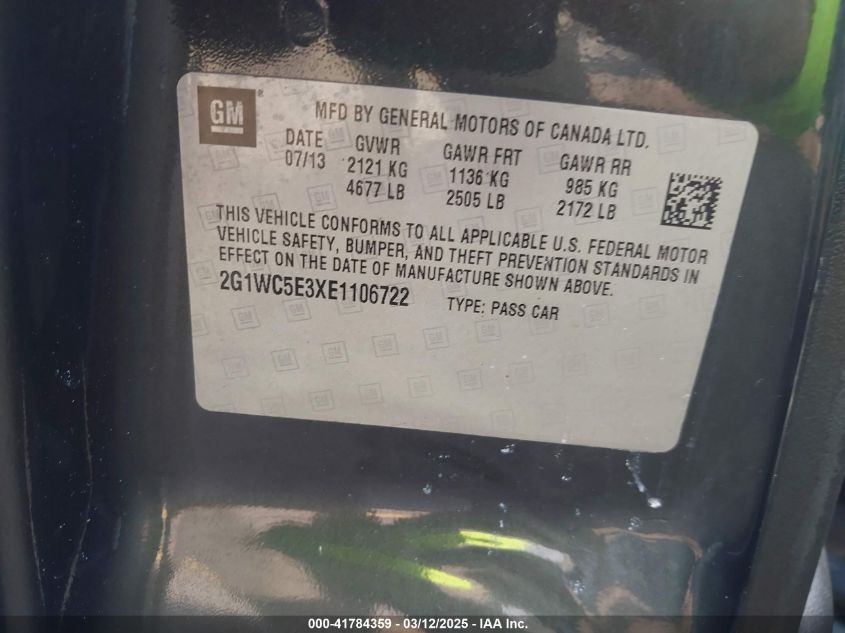 GM
MFD BY GENERAL MOTORS OF CANADA LTD.
DATE GVWR GAWR FRT GAWR RR
07/13 2121 KG 1136 KG 985 KG
4677 LB 2505 LB 2172 LB
THIS VEHICLE CONFORMS TO ALL APPLICABLE U.S. FEDERAL MOTOR
VEHICLE SAFETY, BUMPER, AND THEFT PREVENTION STANDARDS IN
EFFECT ON THE DATE OF MANUFACTURE SHOWN ABOVE.
2G1WC5E3XE1106722 TYPE: PASS CAR
000-41784359 - 03/12/2025 - IAA Inc.